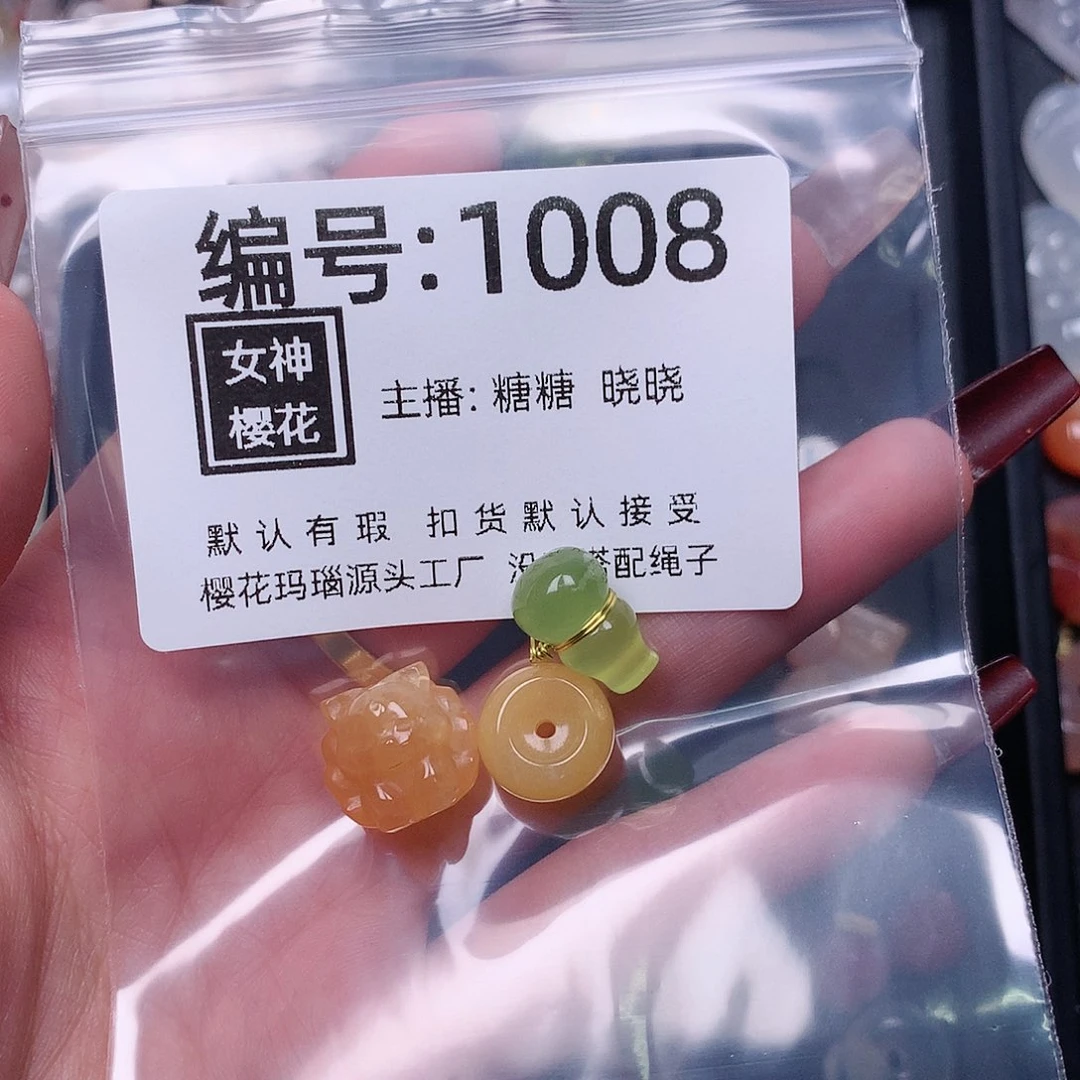 编号:1008
女神
樱花
主播: 糖糖 晓晓
默认有瑕 扣货默认接受
樱花玛瑙源头工厂 没 搭配绳子